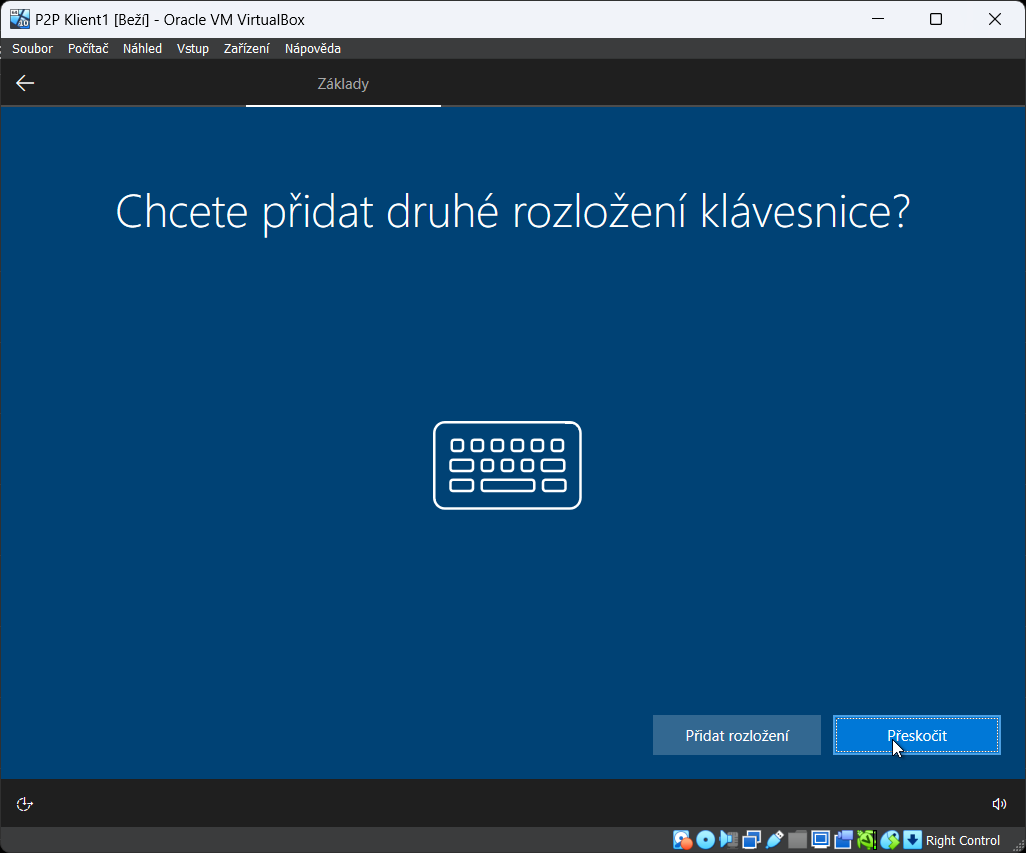 P2P Klient1 [Beží] - Oracle VM VirtualBox
Soubor Počítač Náhled Vstup Zařízení Nápověda
Základy
Chcete přidat druhé rozložení klávesnice?
Přidat rozložení Přeskočit
Right Control